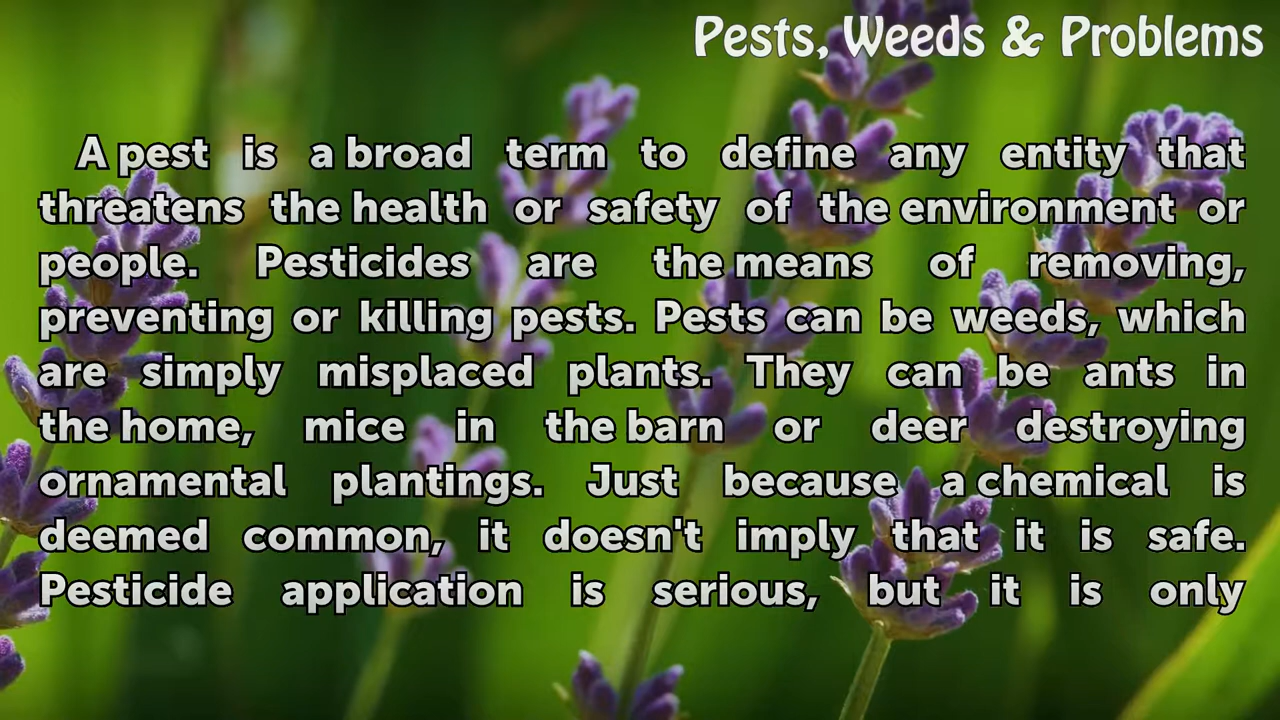 Pests, Weeds & Problems
A pest is a broad term to define any entity that
threatens the health or safety of the environment or
people. Pesticides are the means of removing,
preventing or killing pests. Pests can be weeds, which
are simply misplaced plants. They can be ants in
the home, mice in the barn or deer destroying
ornamental plantings. Just because a chemical is
deemed common, it doesn't imply that it is safe.
Pesticide application is serious, but it is only